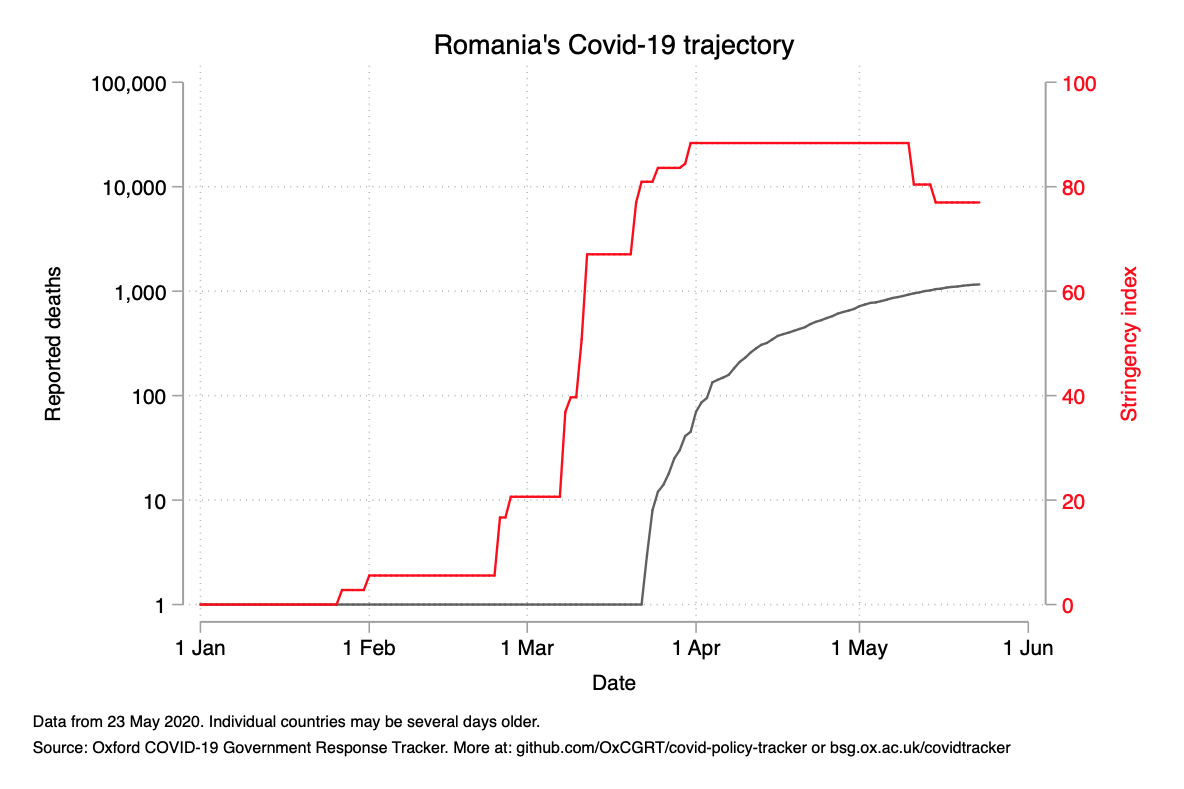 Romania's Covid-19 trajectory
100,000
10,000
1,000
100
10
1
Reported deaths
100
80
60
40
20
0
Stringency index
1 Jan
1 Feb
1 Mar
1 Apr
1 May
1 Jun
Date
Data from 23 May 2020. Individual countries may be several days older.
Source: Oxford COVID-19 Government Response Tracker. More at: github.com/OxCGRT/covid-policy-tracker or bsg.ox.ac.uk/covidtracker